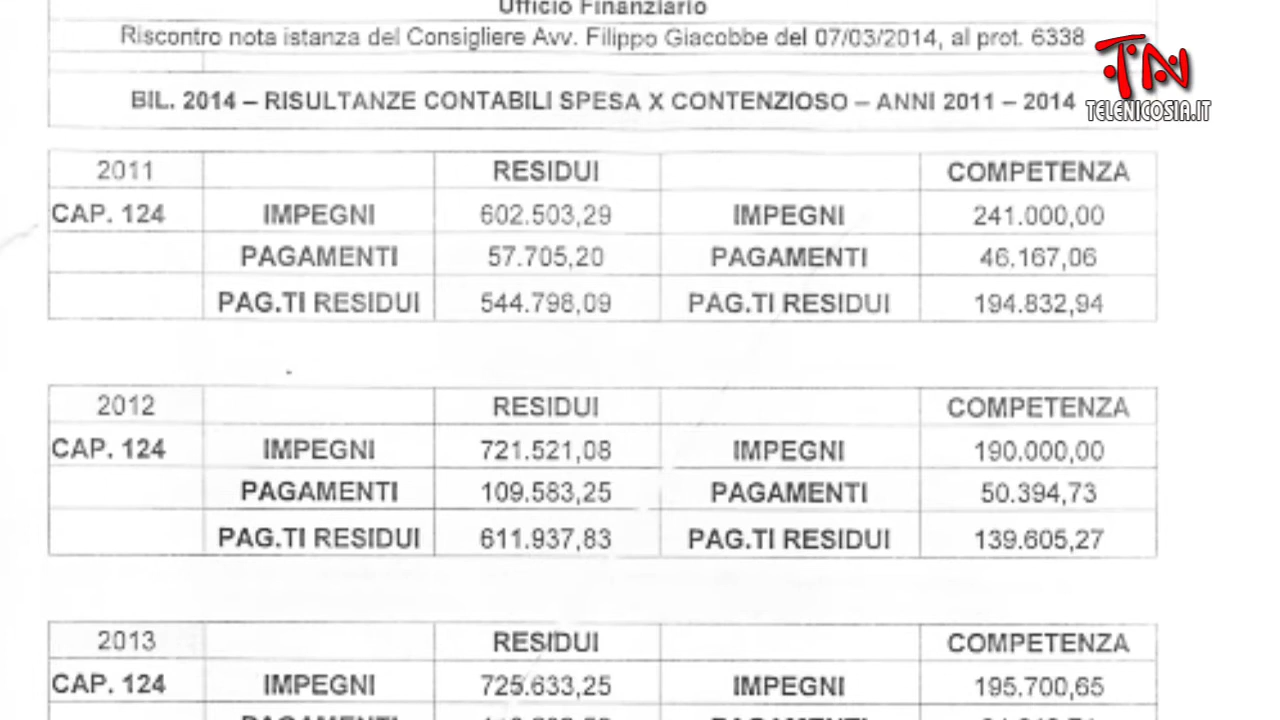 Ufficio Finanziario
Riscontro nota istanza del Consigliere Avv. Filippo Giacobbe del 07/03/2014, al prot. 6338
TN
TELENICOSIA.IT
BIL. 2014 – RISULTANZE CONTABILI SPESA X CONTENZIOSO – ANNI 2011 – 2014
2011 RESIDUI COMPETENZA
CAP. 124 IMPEGNI 602.503,29 IMPEGNI 241.000,00
PAGAMENTI 57.705,20 PAGAMENTI 46.167,06
PAG.TI RESIDUI 544.798,09 PAG.TI RESIDUI 194.832,94
2012 RESIDUI COMPETENZA
CAP. 124 IMPEGNI 721.521,08 IMPEGNI 190.000,00
PAGAMENTI 109.583,25 PAGAMENTI 50.394,73
PAG.TI RESIDUI 611.937,83 PAG.TI RESIDUI 139.605,27
2013 RESIDUI COMPETENZA
CAP. 124 IMPEGNI 725.633,25 IMPEGNI 195.700,65
PAGAMENTI PAGAMENTI